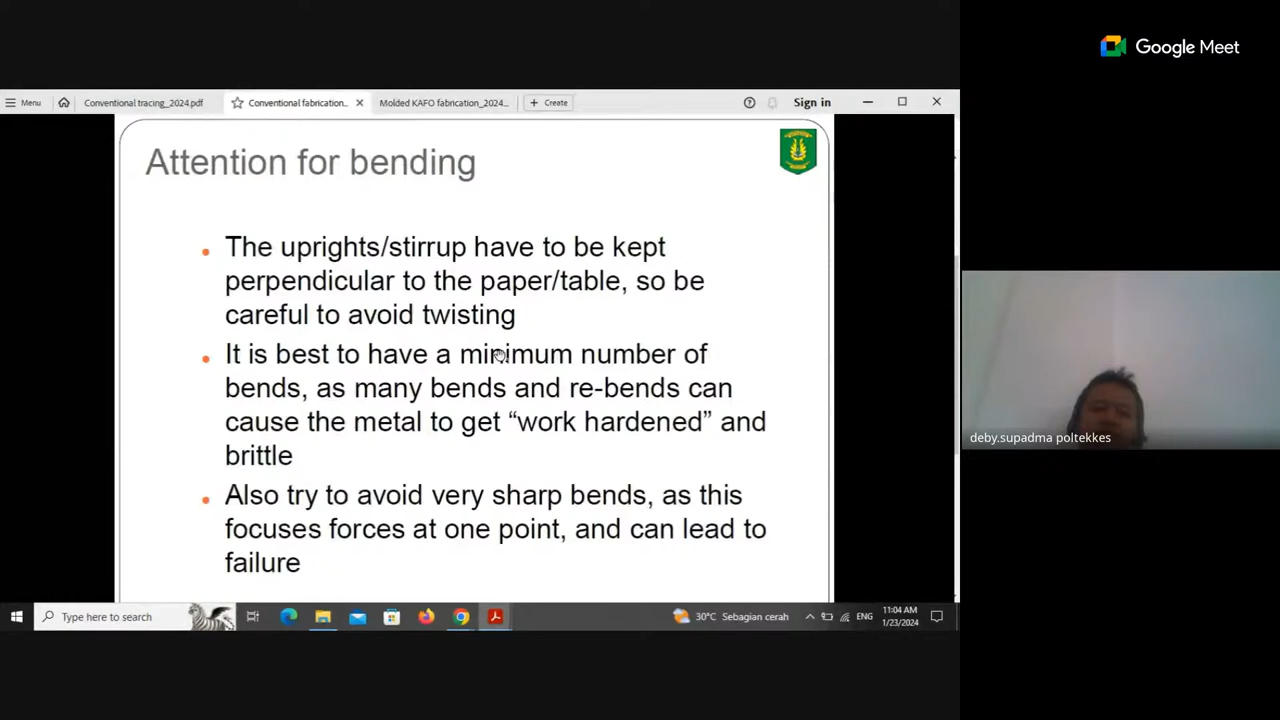 Google Meet
Menu
Conventional tracing_2024.pdf
Conventional fabrication...
Molded KAFO fabrication_2024...
+ Create
Sign in
Attention for bending
• The uprights/stirrup have to be kept
perpendicular to the paper/table, so be
careful to avoid twisting
• It is best to have a minimum number of
bends, as many bends and re-bends can
cause the metal to get “work hardened” and
brittle
• Also try to avoid very sharp bends, as this
focuses forces at one point, and can lead to
failure
deby.supadma poltekkes
Type here to search
30°C Sebagian cerah
ENG
11:04 AM
1/23/2024